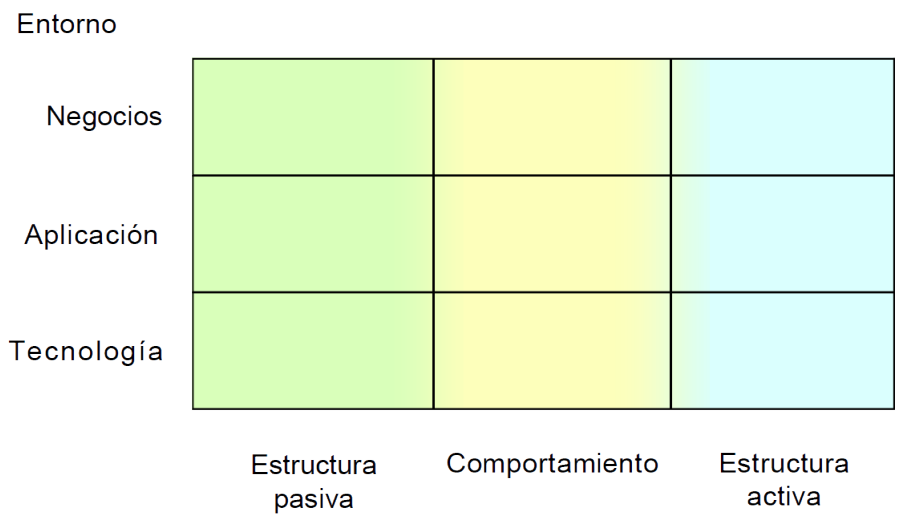 Entorno
Negocios
Aplicación
Tecnología
Estructura
pasiva
Comportamiento
Estructura
activa